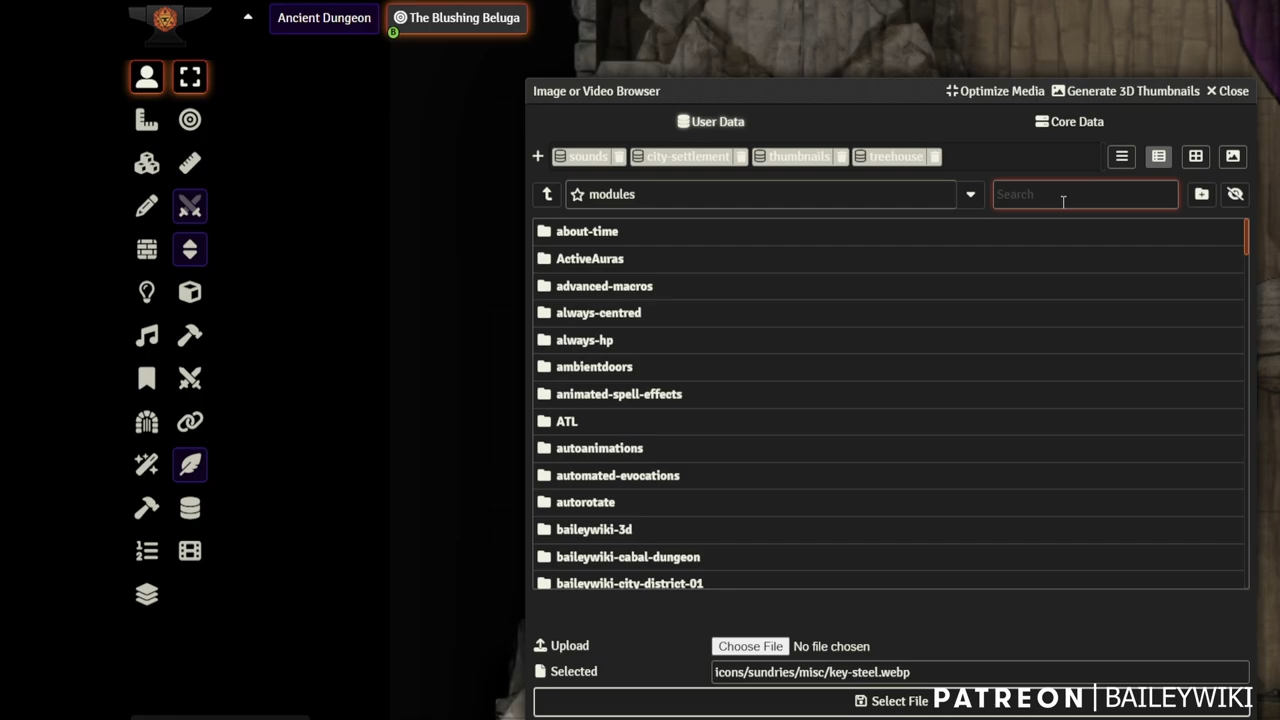 Ancient Dungeon
The Blushing Beluga
B
Image or Video Browser
Optimize Media
Generate 3D Thumbnails
Close
User Data
Core Data
sounds
city-settlement
thumbnails
treehouse
modules
Search
about-time
ActiveAuras
advanced-macros
always-centred
always-hp
ambientdoors
animated-spell-effects
ATL
autoanimations
automated-evocations
autorotate
baileywiki-3d
baileywiki-cabal-dungeon
baileywiki-city-district-01
Upload
Choose File No file chosen
Selected
icons/sundries/misc/key-steel.webp
Select File
PATREON | BAILEYWIKI